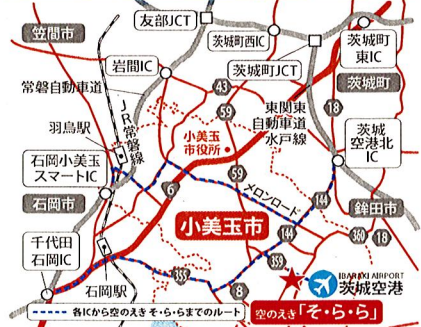 友部JCT
笠間市
茨城町西IC
茨城町
東IC
岩間IC
茨城町JCT
茨城町
常磐自動車道
43
59
18
JR常磐線
東関東
自動車道
水戸線
羽鳥駅
小美玉
市役所
茨城
空港北
IC
石岡小美玉
スマートIC
59
メロンロード
6
144
石岡市
小美玉市
鉾田市
千代田
石岡IC
144
360
18
355
359
IBARAKI AIRPORT
茨城空港
石岡駅
8
空のえき「そ・ら・ら」
各ICから空のえき そ・ら・らまでのルート